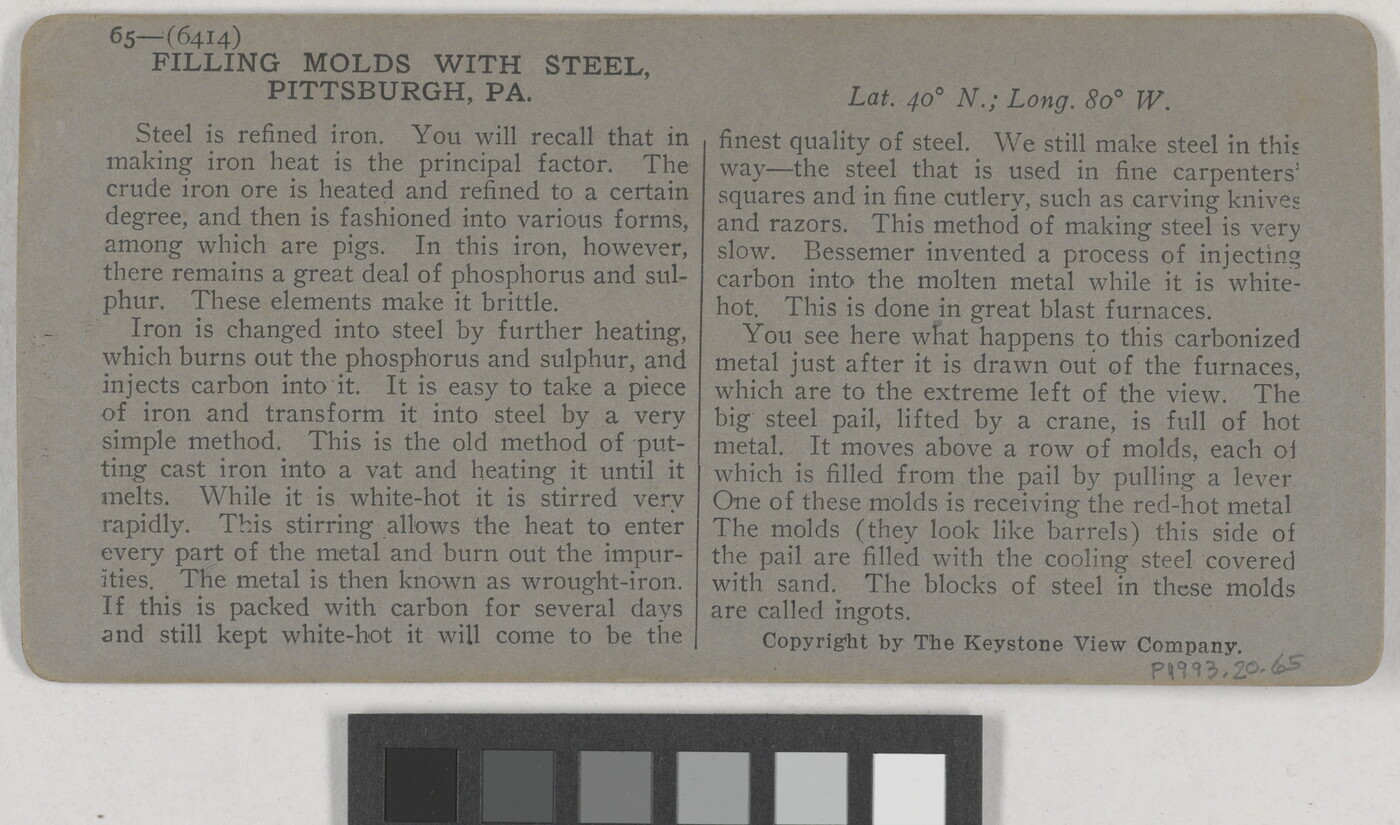 65—(6414)
FILLING MOLDS WITH STEEL,
PITTSBURGH, PA.
Steel is refined iron. You will recall that in
making iron heat is the principal factor. The
crude iron ore is heated and refined to a certain
degree, and then is fashioned into various forms,
among which are pigs. In this iron, however,
there remains a great deal of phosphorus and sul-
phur. These elements make it brittle.
Iron is changed into steel by further heating,
which burns out the phosphorus and sulphur, and
injects carbon into it. It is easy to take a piece
of iron and transform it into steel by a very
simple method. This is the old method of put-
ting cast iron into a vat and heating it until it
melts. While it is white-hot it is stirred very
rapidly. This stirring allows the heat to enter
every part of the metal and burn out the impur-
ities. The metal is then known as wrought-iron.
If this is packed with carbon for several days
and still kept white-hot it will come to be the
Lat. 40° N.; Long. 80° W.
finest quality of steel. We still make steel in this
way—the steel that is used in fine carpenters'
squares and in fine cutlery, such as carving knives
and razors. This method of making steel is very
slow. Bessemer invented a process of injecting
carbon into the molten metal while it is white-
hot. This is done in great blast furnaces.
You see here what happens to this carbonized
metal just after it is drawn out of the furnaces,
which are to the extreme left of the view. The
big steel pail, lifted by a crane, is full of hot
metal. It moves above a row of molds, each of
which is filled from the pail by pulling a lever
One of these molds is receiving the red-hot metal
The molds (they look like barrels) this side of
the pail are filled with the cooling steel covered
with sand. The blocks of steel in these molds
are called ingots.
Copyright by The Keystone View Company.
P1993.20.65